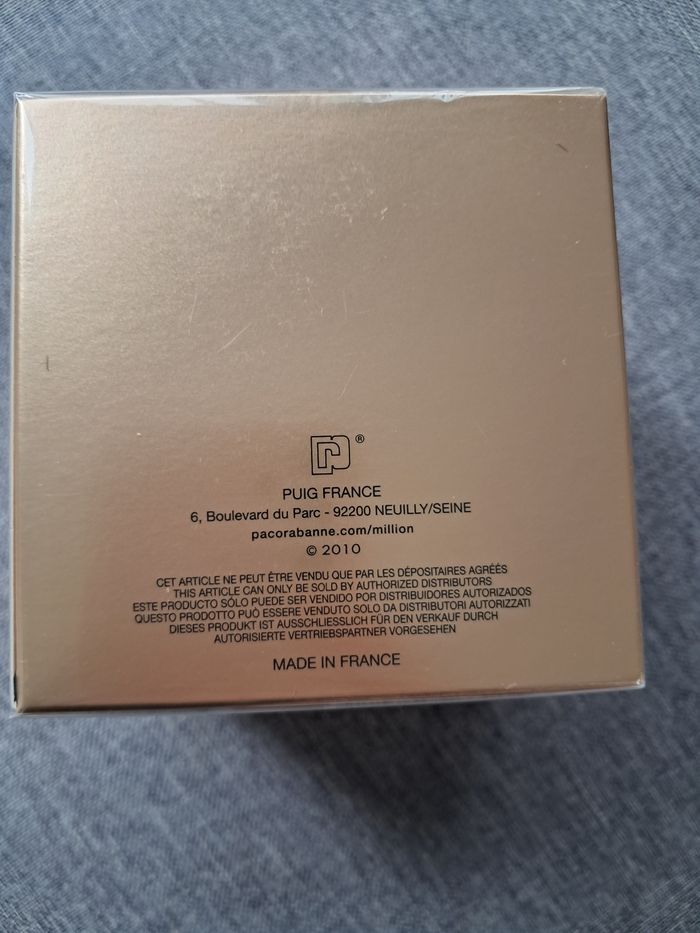 ®
PUIG FRANCE
6, Boulevard du Parc - 92200 NEUILLY/SEINE
pacorabanne.com/million
© 2010
CET ARTICLE NE PEUT ÊTRE VENDU QUE PAR LES DÉPOSITAIRES AGRÉÉS
THIS ARTICLE CAN ONLY BE SOLD BY AUTHORIZED DISTRIBUTORS
ESTE PRODUCTO SÓLO PUEDE SER VENDIDO POR DISTRIBUIDORES AUTORIZADOS
QUESTO PRODOTTO PUÒ ESSERE VENDUTO SOLO DA DISTRIBUTORI AUTORIZZATI
DIESES PRODUKT IST AUSSCHLIESSLICH FÜR DEN VERKAUF DURCH
AUTORISIERTE VERTRIEBSPARTNER VORGESEHEN
MADE IN FRANCE